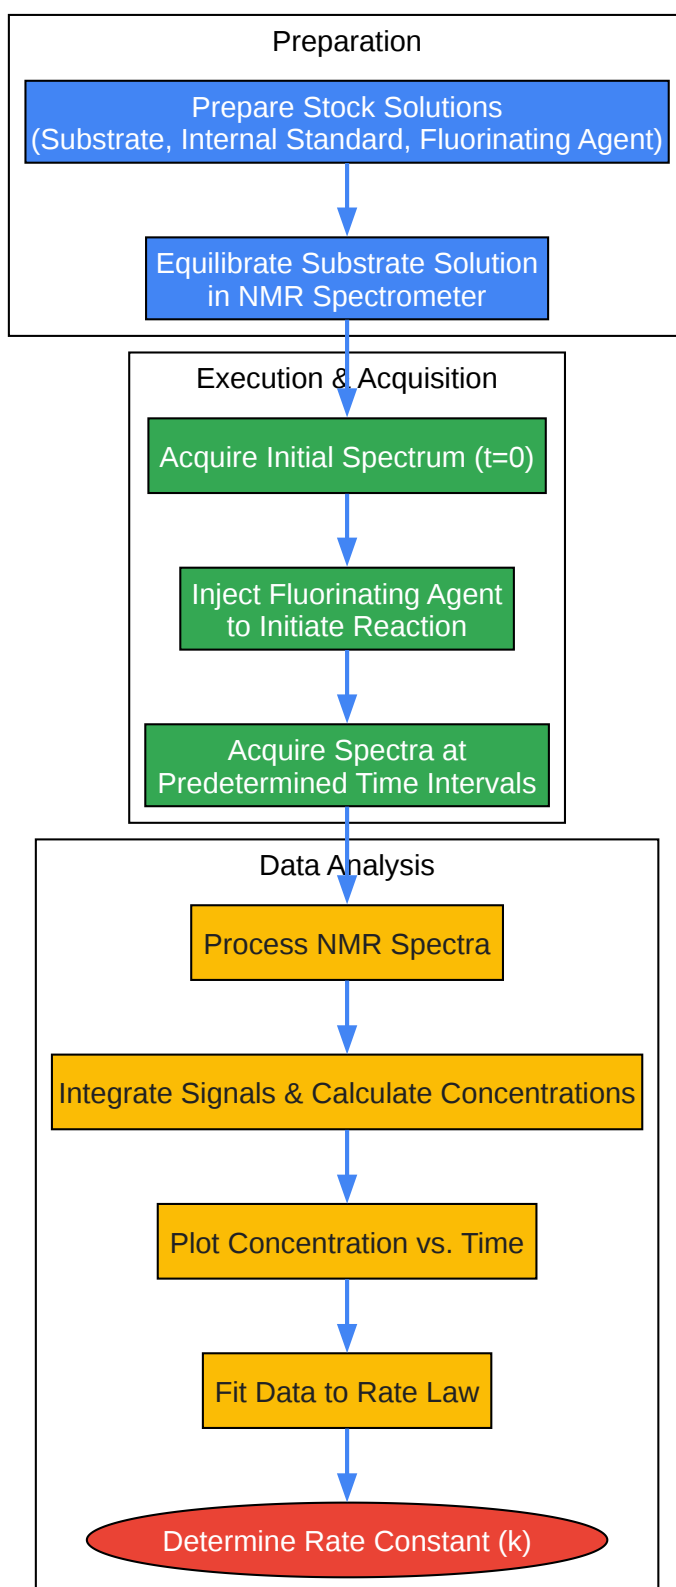 Preparation
Prepare Stock Solutions
(Substrate, Internal Standard, Fluorinating Agent)
Equilibrate Substrate Solution
in NMR Spectrometer
Execution & Acquisition
Acquire Initial Spectrum (t=0)
Inject Fluorinating Agent
to Initiate Reaction
Acquire Spectra at
Predetermined Time Intervals
Data Analysis
Process NMR Spectra
Integrate Signals & Calculate Concentrations
Plot Concentration vs. Time
Fit Data to Rate Law
Determine Rate Constant (k)